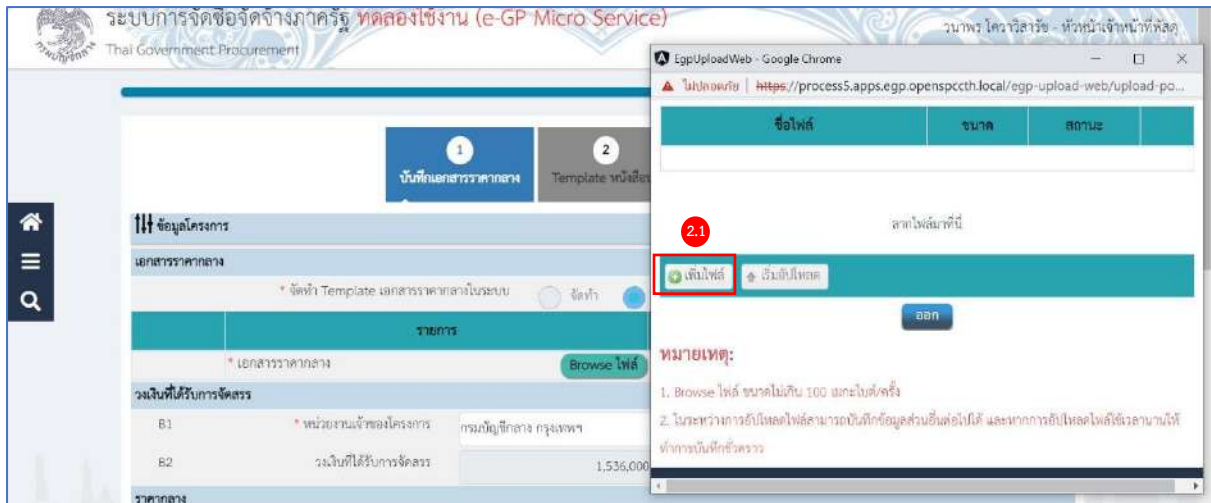 ระบบการจัดซื้อจัดจ้างภาครัฐ ทดลองใช้งาน (e-GP Micro Service)
Thai Government Procurement
วนาพร โควาวิสารัช - หัวหน้าเจ้าหน้าที่พัสดุ
EgpUploadWeb - Google Chrome
ไม่ปลอดภัย | https://process5.apps.egp.opensпccth.local/egp-upload-web/upload-po...
ชื่อไฟล์ ขนาด สถานะ
ลากไฟล์มาที่นี่
2.1
เพิ่มไฟล์ เริ่มอัปโหลด
ออก
หมายเหตุ:
1. Browse ไฟล์ ขนาดไม่เกิน 100 เมกะไบต์/ครั้ง
2. ในระหว่างการอัปโหลดไฟล์สามารถบันทึกข้อมูลส่วนอื่นต่อไปได้ และหากการอัปโหลดไฟล์ใช้เวลานานให้
ทำการบันทึกชั่วคราว
1 2
บันทึกเอกสารราคากลาง Template
ข้อมูลโครงการ
เอกสารราคากลาง
* จัดทำ Template เอกสารราคากลางในระบบ จัดทำ
รายการ
* เอกสารราคากลาง Browse ไฟล์
วงเงินที่ได้รับการจัดสรร
B1 * หน่วยงานเจ้าของโครงการ กรมบัญชีกลาง กรุงเทพฯ
B2 วงเงินที่ได้รับการจัดสรร 1,536,000
ราคากลาง